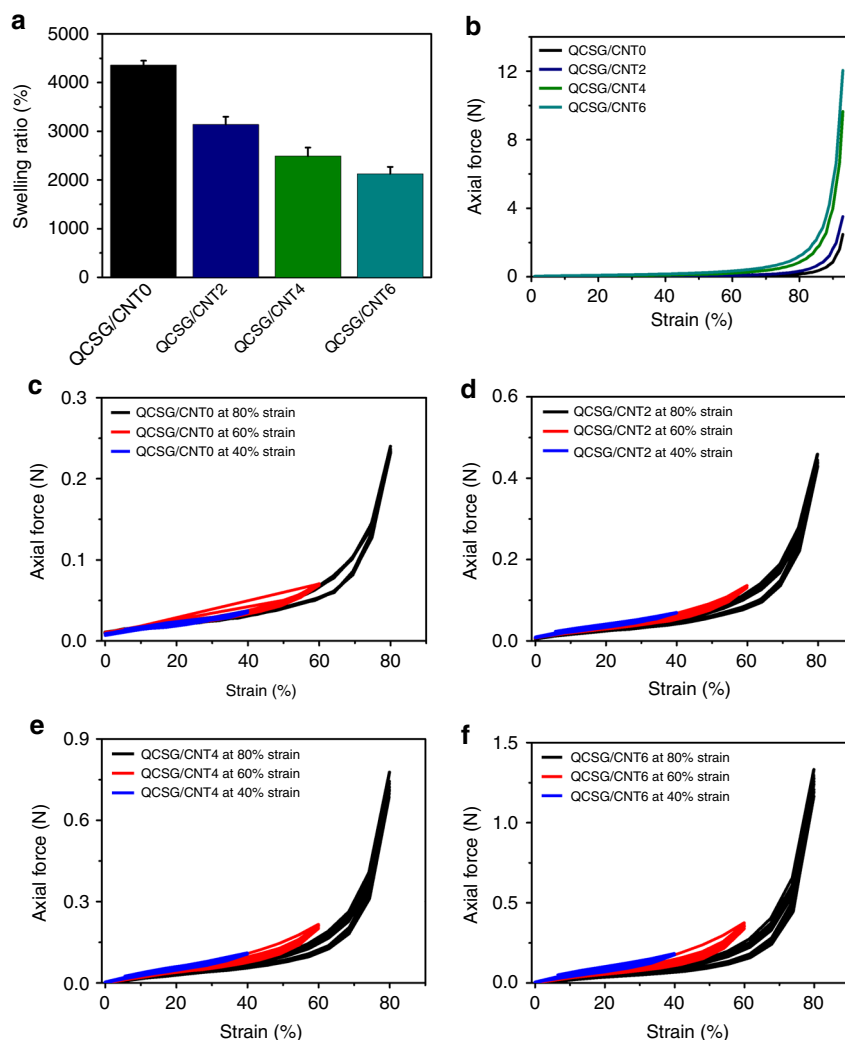 a
5000
4000
3000
2000
1000
0
Swelling ratio (%)
QCSG/CNT0
QCSG/CNT2
QCSG/CNT4
QCSG/CNT6
b
QCSG/CNT0
QCSG/CNT2
QCSG/CNT4
QCSG/CNT6
12
8
4
0
Axial force (N)
0 20 40 60 80
Strain (%)
c
QCSG/CNT0 at 80% strain
QCSG/CNT0 at 60% strain
QCSG/CNT0 at 40% strain
0.3
0.2
0.1
0.0
Axial force (N)
0 20 40 60 80
Strain (%)
d
QCSG/CNT2 at 80% strain
QCSG/CNT2 at 60% strain
QCSG/CNT2 at 40% strain
0.6
0.4
0.2
0.0
Axial force (N)
0 20 40 60 80
Strain (%)
e
QCSG/CNT4 at 80% strain
QCSG/CNT4 at 60% strain
QCSG/CNT4 at 40% strain
0.9
0.6
0.3
0.0
Axial force (N)
0 20 40 60 80
Strain (%)
f
QCSG/CNT6 at 80% strain
QCSG/CNT6 at 60% strain
QCSG/CNT6 at 40% strain
1.5
1.0
0.5
0.0
Axial force (N)
0 20 40 60 80
Strain (%)